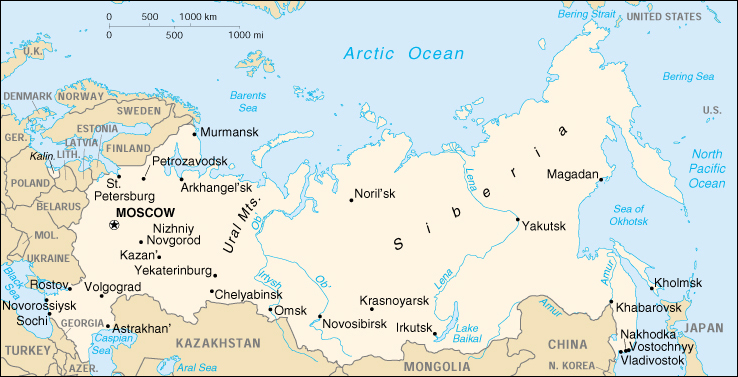 0 500 1000 km
0 500 1000 mi
Arctic Ocean
Bering Strait
UNITED STATES
U.K.
Barents
Sea
Bering Sea
DENMARK
NORWAY
SWEDEN
U.S.
GER.
ESTONIA
LATVIA
LITH.
Kalin.
FINLAND
Murmansk
Petrozavodsk
POLAND
St.
Petersburg
Arkhangel'sk
Noril'sk
Lena
Magadan
North
Pacific
Ocean
BELARUS
MOSCOW
Ural Mts.
Ob'
Siberia
Yakutsk
Sea of
Okhotsk
MOL.
Nizhniy
Novgorod
UKRAINE
Kazan'
Yekaterinburg
Irtysh
Ob'
Lena
Amur
Kholmsk
Black
Sea
Rostov
Volgograd
Chelyabinsk
Novorossiysk
Sochi
Omsk
Krasnoyarsk
Novosibirsk
Irkutsk
Lake
Baikal
Amur
Khabarovsk
GEORGIA
Astrakhan'
KAZAKHSTAN
Nakhodka
Vostochnyy
Vladivostok
JAPAN
TURKEY
Caspian
Sea
AZER.
Aral Sea
MONGOLIA
CHINA
N. KOREA